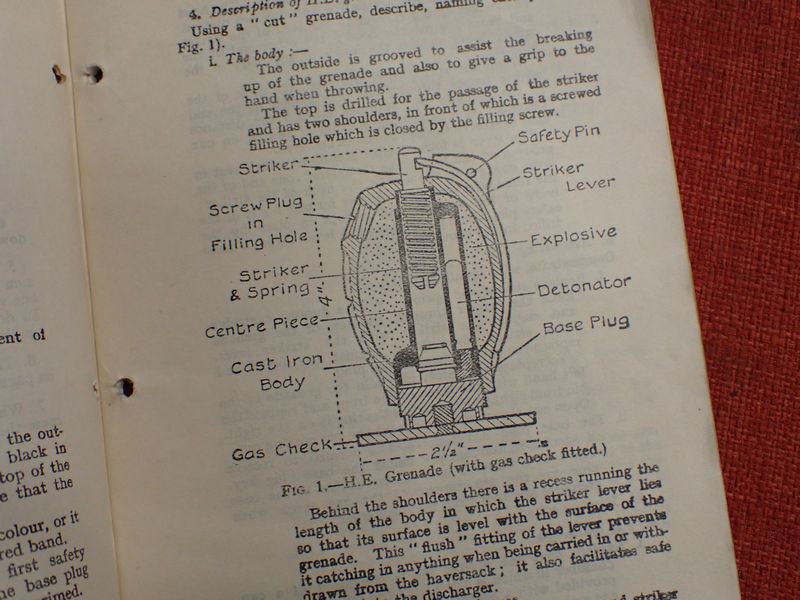 4. Description of H.E.
Using a "cut" grenade, describe, naming
Fig. 1).
i. The body :—
The outside is grooved to assist the breaking
up of the grenade and also to give a grip to the
hand when throwing.
The top is drilled for the passage of the striker
and has two shoulders, in front of which is a screwed
filling hole which is closed by the filling screw.
Striker
Safety Pin
Striker
Lever
Screw Plug
in
Filling Hole
Explosive
Striker
& Spring
4"
Detonator
Centre Piece
Base Plug
Cast Iron
Body
Gas Check
2½"
Fig. 1.—H.E. Grenade (with gas check fitted.)
Behind the shoulders there is a recess running the
length of the body in which the striker lever lies
so that its surface is level with the surface of the
grenade. This "flush" fitting of the lever prevents
it catching in anything when being carried in or with-
drawn from the haversack; it also facilitates safe
the discharger.
striker
ent of
the out-
black in
top of the
e that the
colour, or it
red band.
first safety
base plug